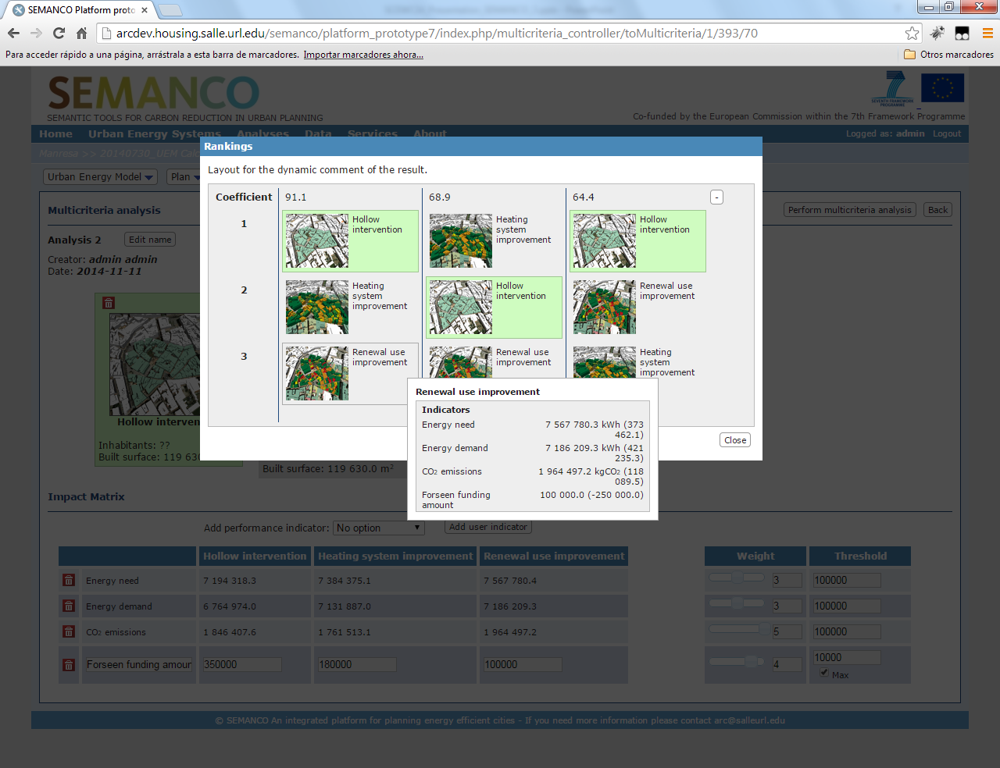 SEMANCO Platform proto
arcdev.housing.salle.url.edu/semanco/platform_prototype7/index.php/multicriteria_controller/toMulticriteria/1/393/70
Para acceder rápido a una página, arrástrala a esta barra de marcadores. Importar marcadores ahora...
Otros marcadores
SEMANCO
SEMANTIC TOOLS FOR CARBON REDUCTION IN URBAN PLANNING
SEVENTH FRAMEWORK
PROGRAMME
Co-funded by the European Commission within the 7th Framework Programme
Home Urban Energy Systems Analyses Data Services About
Logged as: admin Logout
Manresa >> 20140730_UEM Calc
Urban Energy Model Plan
Multicriteria analysis
Perform multicriteria analysis Back
Analysis 2 Edit name
Creator: admin admin
Date: 2014-11-11
Hollow interven
Inhabitants: ??
Built surface: 119 630
Built surface: 119 630.0 m²
Rankings
Layout for the dynamic comment of the result.
Coefficient 91.1 68.9 64.4 -
1
Hollow
intervention
Heating
system
improvement
Hollow
intervention
2
Heating
system
improvement
Hollow
intervention
Renewal use
improvement
3
Renewal use
improvement
Renewal use
improvement
Heating
system
improvement
Close
Renewal use improvement
Indicators
Energy need 7 567 780.3 kWh (373
462.1)
Energy demand 7 186 209.3 kWh (421
235.3)
CO2 emissions 1 964 497.2 kgCO2 (118
089.5)
Forseen funding 100 000.0 (-250 000.0)
amount
Impact Matrix
Add performance indicator: No option Add user indicator
Hollow intervention Heating system improvement Renewal use improvement Weight Threshold
Energy need 7 194 318.3 7 384 375.1 7 567 780.4 3 100000
Energy demand 6 764 974.0 7 131 887.0 7 186 209.3 3 100000
CO2 emissions 1 846 407.6 1 761 513.1 1 964 497.2 5 100000
Forseen funding amour 350000 180000 100000 4 10000
Max
© SEMANCO An integrated platform for planning energy efficient cities - If you need more information please contact arc@salleurl.edu